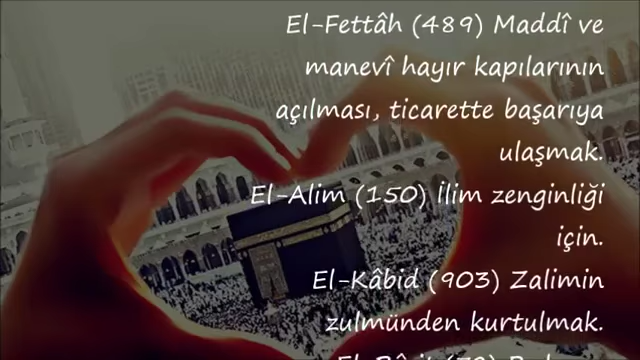 El-Fettâh (489) Maddî ve
manevî hayır kapılarının
açılması, ticarette başarıya
ulaşmak.
El-Alim (150) İlim zenginliği
için.
El-Kâbid (903) Zalimin
zulmünden kurtulmak.